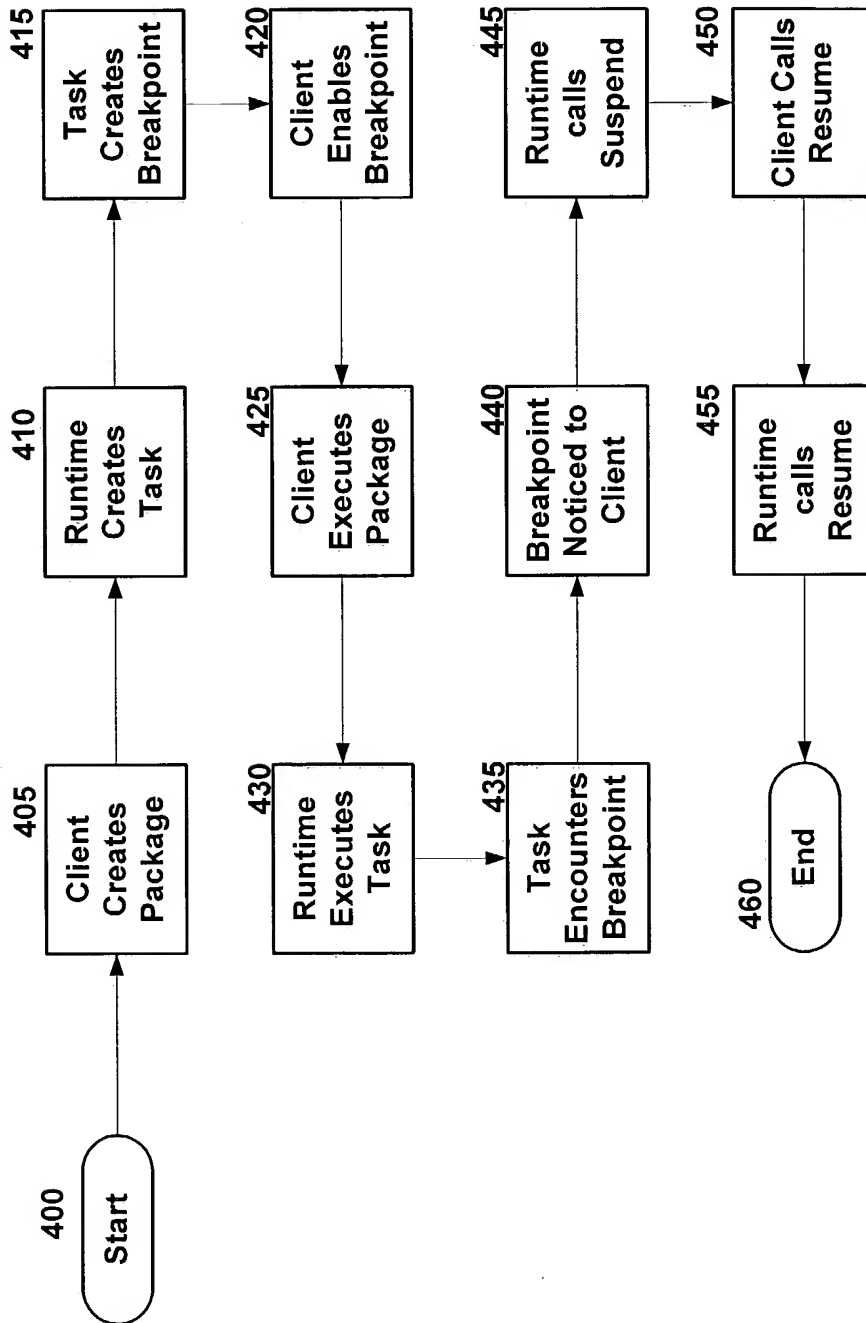 400
Start
405
Client
Creates
Package
410
Runtime
Creates
Task
415
Task
Creates
Breakpoint
420
Client
Enables
Breakpoint
425
Client
Executes
Package
430
Runtime
Executes
Task
435
Task
Encounters
Breakpoint
440
Breakpoint
Noticed to
Client
445
Runtime
calls
Suspend
450
Client Calls
Resume
455
Runtime
calls
Resume
460
End